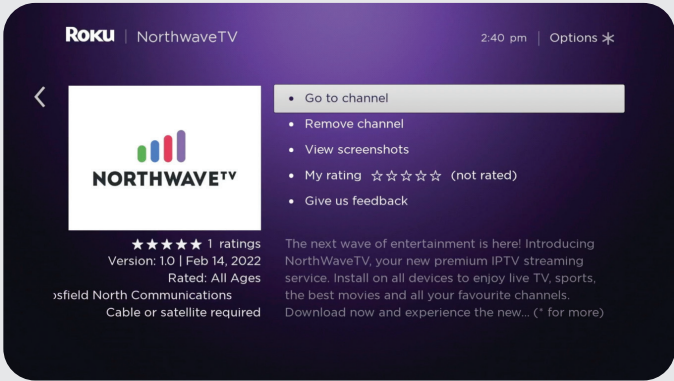 Roku | NorthwaveTV
2:40 pm | Options
NORTHWAVETV
Go to channel
Remove channel
View screenshots
My rating ☆☆☆☆☆ (not rated)
Give us feedback
★★★★★ 1 ratings
Version: 1.0 | Feb 14, 2022
Rated: All Ages
North Communications
Cable or satellite required
The next wave of entertainment is here! Introducing
NorthWaveTV, your new premium IPTV streaming
service. Install on all devices to enjoy live TV, sports,
the best movies and all your favourite channels.
Download now and experience the new... (* for more)